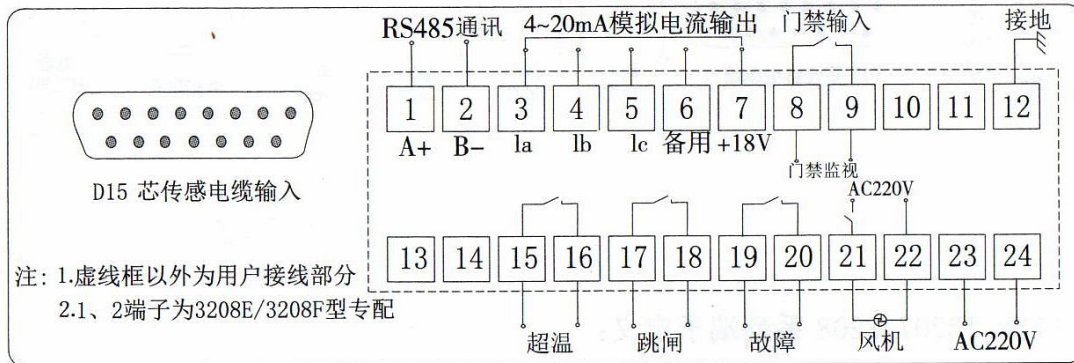 RS485通讯 4~20mA模拟电流输出 门禁输入 接地
1 2 3 4 5 6 7 8 9 10 11 12
A+ B- Ia Ib Ic 备用 +18V
门禁监视
AC220V
D15 芯传感电缆输入
13 14 15 16 17 18 19 20 21 22 23 24
注: 1.虚线框以外为用户接线部分
2.1、2端子为3208E/3208F型专配
超温 跳闸 故障 风机 AC220V